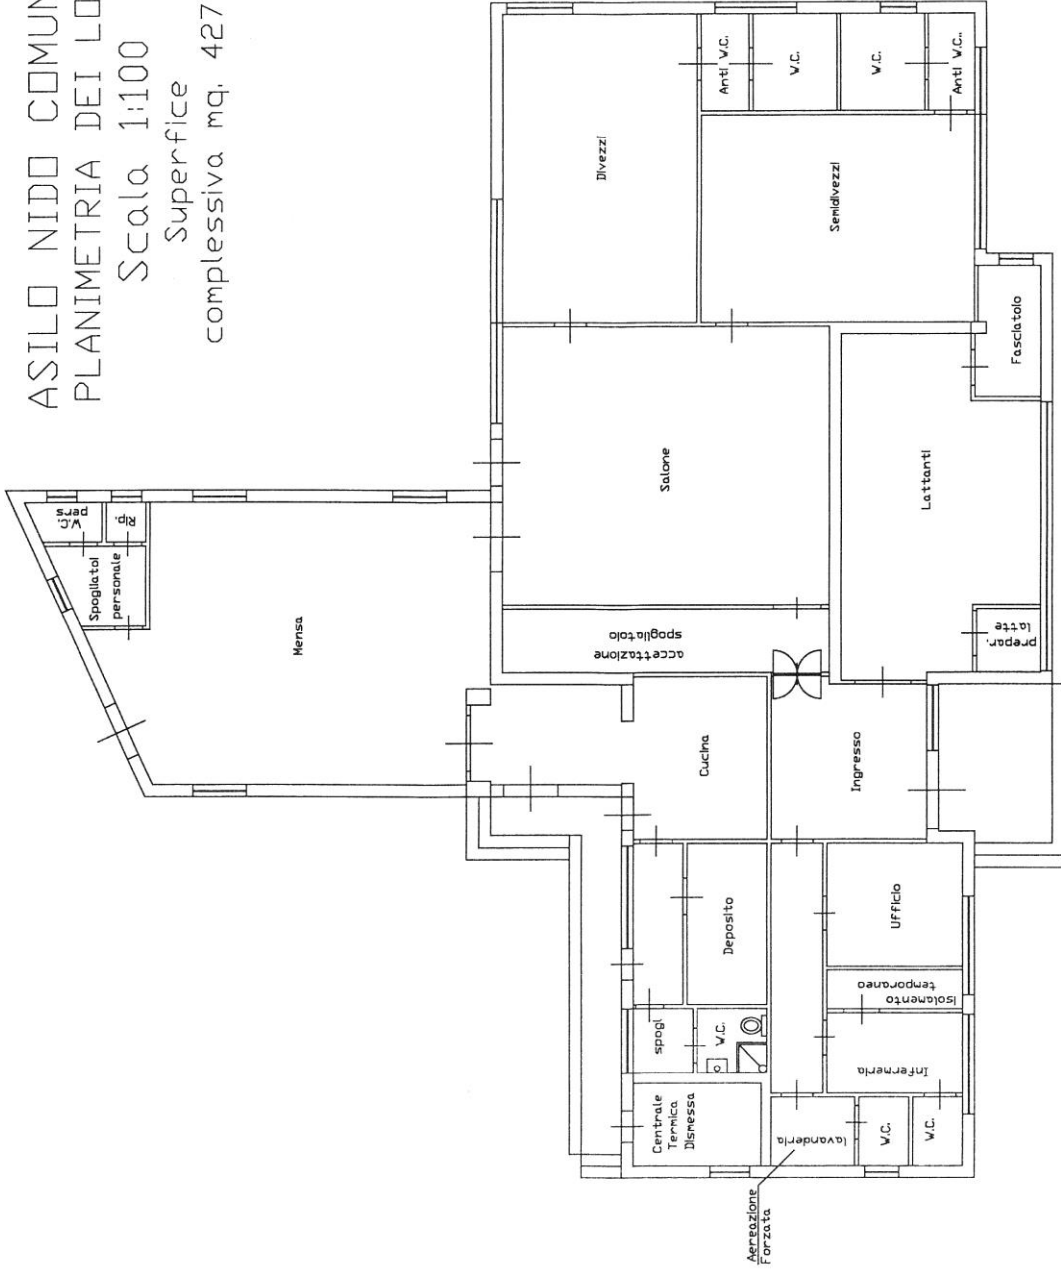 ASILO NIDO COMUN
PLANIMETRIA DEI LO
Scala 1:100
Superfice
complessiva mq. 427
W.C.
pers
Rip.
Spogliatoi
personale
Mensa
Divezzi
Anti W.C.
W.C.
W.C.
Anti W.C..
Semidivezzi
Salone
Lattanti
Fasciatoio
accettazione
spogliatoio
prepar.
latte
Cucina
Ingresso
Deposito
Ufficio
Isolamento
temporaneo
spogl
W.C.
Infermeria
Centrale
Termica
Dismessa
lavanderia
W.C.
W.C.
Aereazione
Forzata